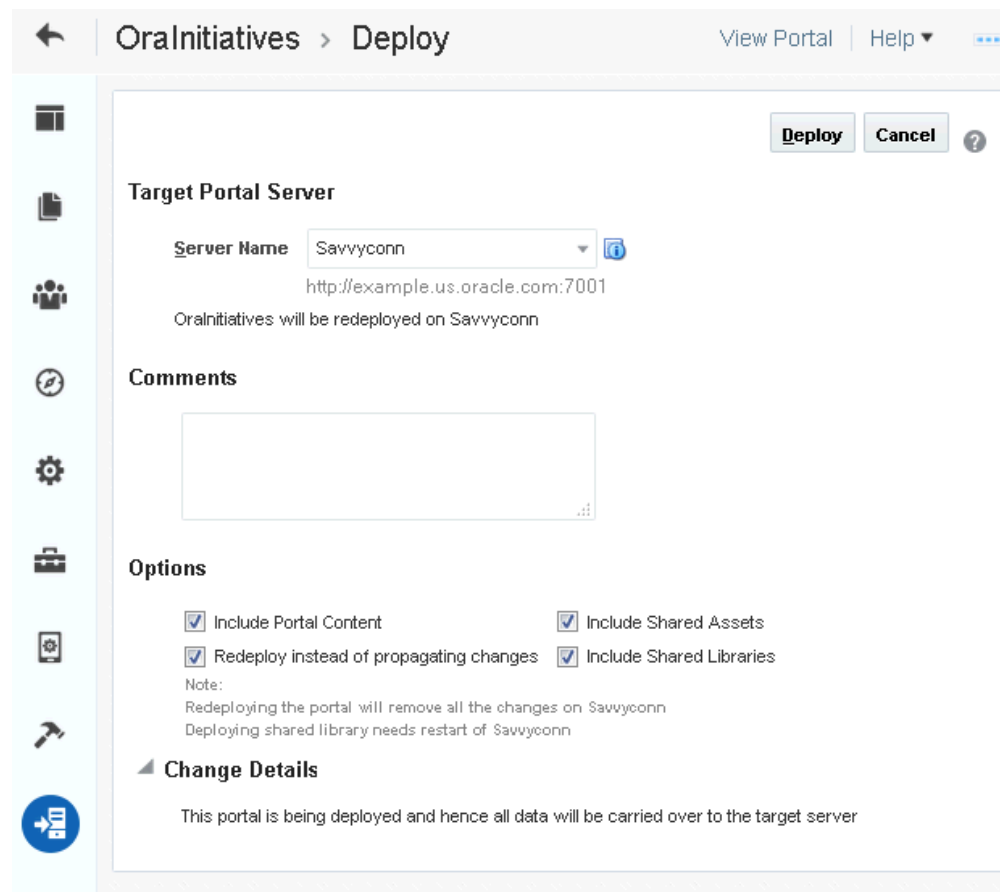 OraInitiatives > Deploy View Portal Help
Deploy Cancel
Target Portal Server
Server Name Savvyconn
http://example.us.oracle.com:7001
OraInitiatives will be redeployed on Savvyconn
Comments
Options
Include Portal Content Include Shared Assets
Redeploy instead of propagating changes Include Shared Libraries
Note:
Redeploying the portal will remove all the changes on Savvyconn
Deploying shared library needs restart of Savvyconn
Change Details
This portal is being deployed and hence all data will be carried over to the target server